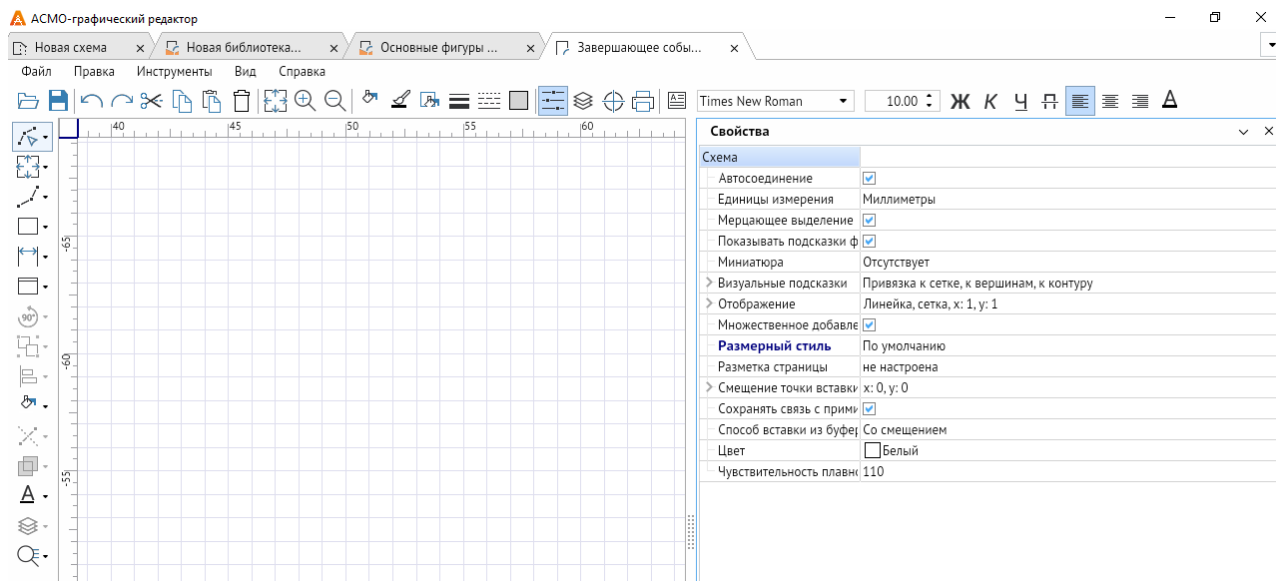 АСМО-графический редактор
Новая схема
Новая библиотека...
Основные фигуры ...
Завершающее собы...
Файл Правка Инструменты Вид Справка
Times New Roman 10.00 Ж К Ч П А
40 45 50 55 60
Свойства
Схема
Автосоединение
Единицы измерения Миллиметры
Мерцающее выделение
Показывать подсказки ф
Миниатюра Отсутствует
Визуальные подсказки Привязка к сетке, к вершинам, к контуру
Отображение Линейка, сетка, x: 1, y: 1
Множественное добавле
Размерный стиль По умолчанию
Разметка страницы не настроена
Смещение точки вставки x: 0, y: 0
Сохранять связь с прими
Способ вставки из буфер Со смещением
Цвет Белый
Чувствительность плавно 110
-65
-60
-55
90°
А